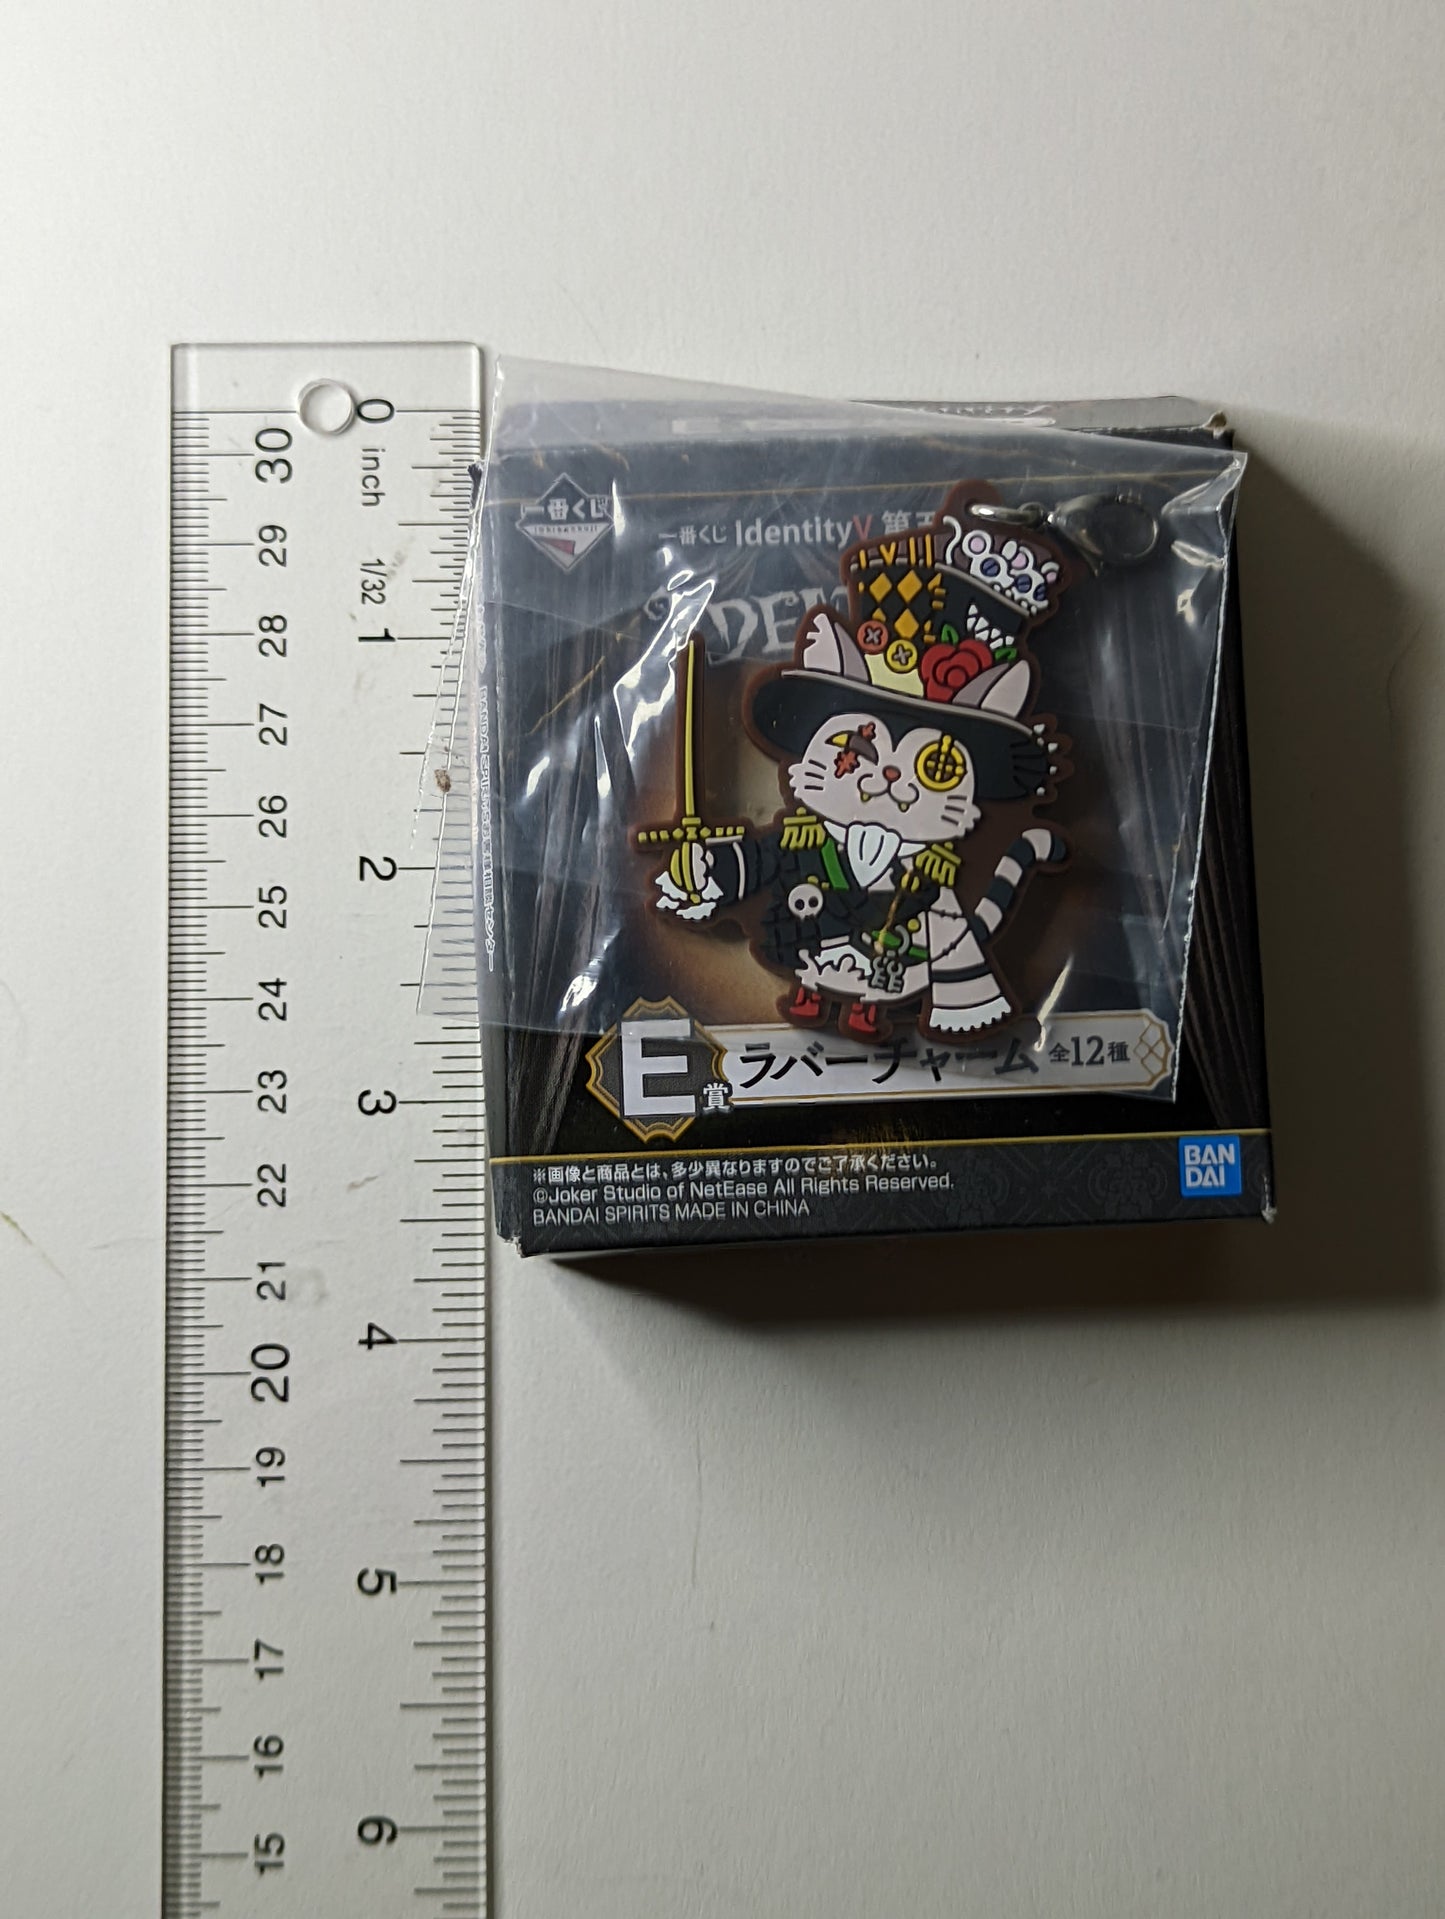 0
inch
1/32
1
2
3
4
5
6
30
29
28
27
26
25
24
23
22
21
20
19
18
17
16
15
一番くじ
一番くじ IdentityV 第五
IDEN
E賞 ラバーチャーム 全12種
※画像と商品とは、多少異なりますのでご了承ください。
©Joker Studio of NetEase All Rights Reserved.
BANDAI SPIRITS MADE IN CHINA
BAN
DAI